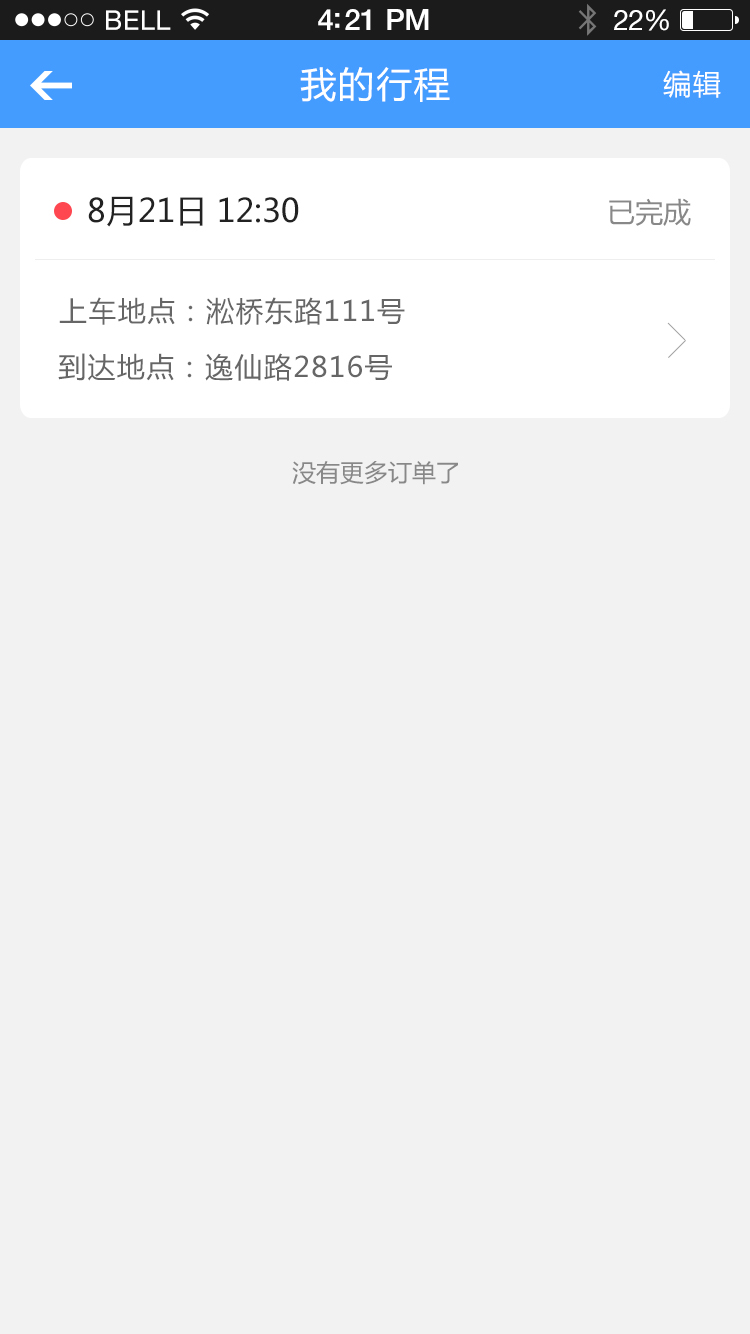 BELL 4:21 PM 22%
我的行程 编辑
8月21日 12:30 已完成
上车地点：淞桥东路111号
到达地点：逸仙路2816号
没有更多订单了